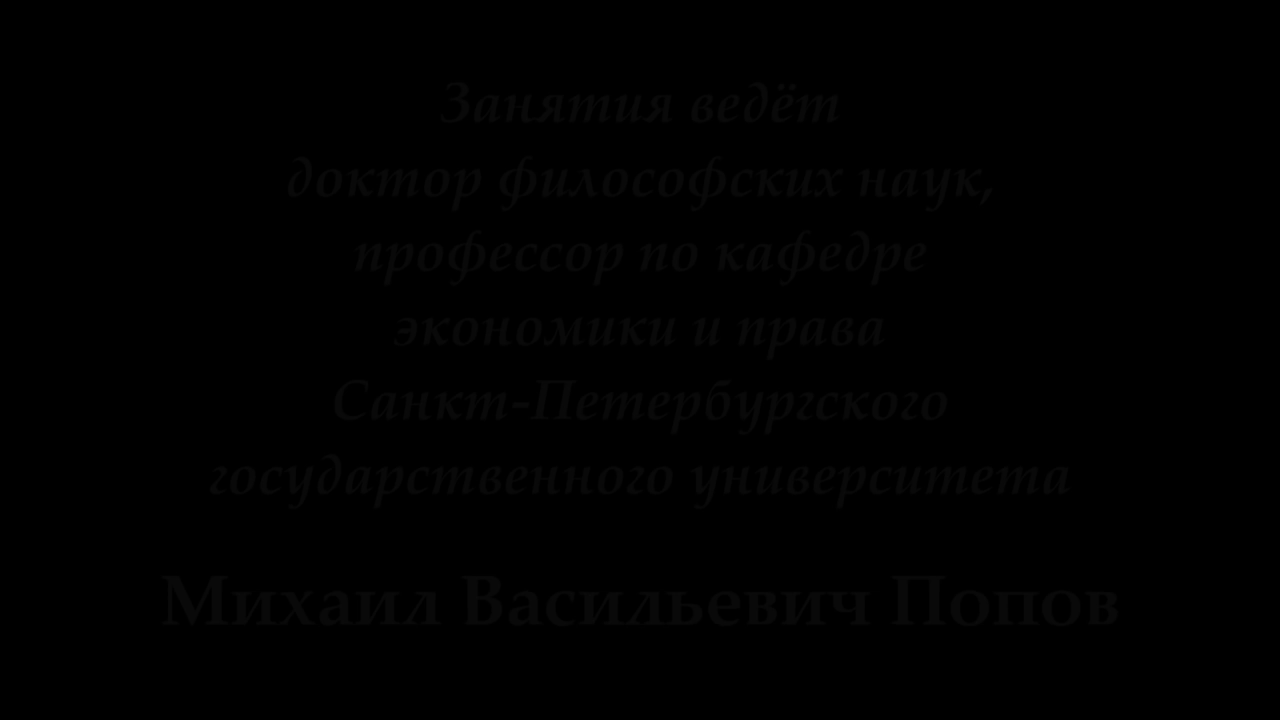 Занятия ведёт
доктор философских наук,
профессор по кафедре
экономики и права
Санкт-Петербургского
государственного университета
Михаил Васильевич Попов